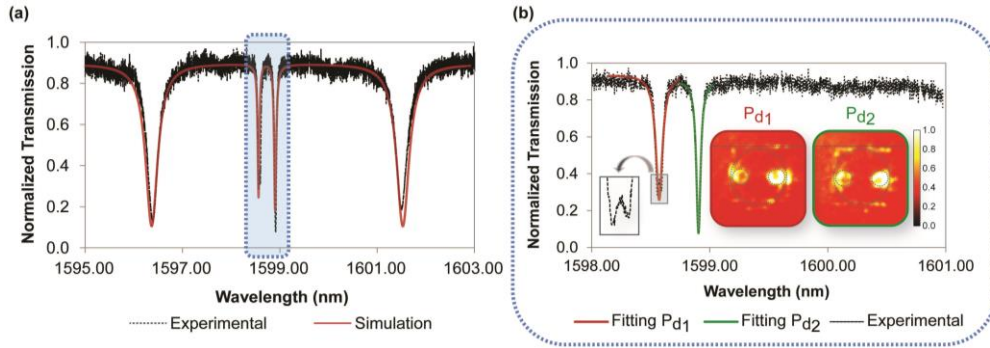 (a)
Normalized Transmission
1.0
0.8
0.6
0.4
0.2
0.0
1595.00 1597.00 1599.00 1601.00 1603.00
Wavelength (nm)
Experimental Simulation
(b)
Normalized Transmission
1.0
0.8
0.6
0.4
0.2
0.0
Pd1 Pd2
1.0
0.8
0.6
0.4
0.2
0.0
1598.00 1599.00 1600.00 1601.00
Wavelength (nm)
Fitting Pd1 Fitting Pd2 Experimental